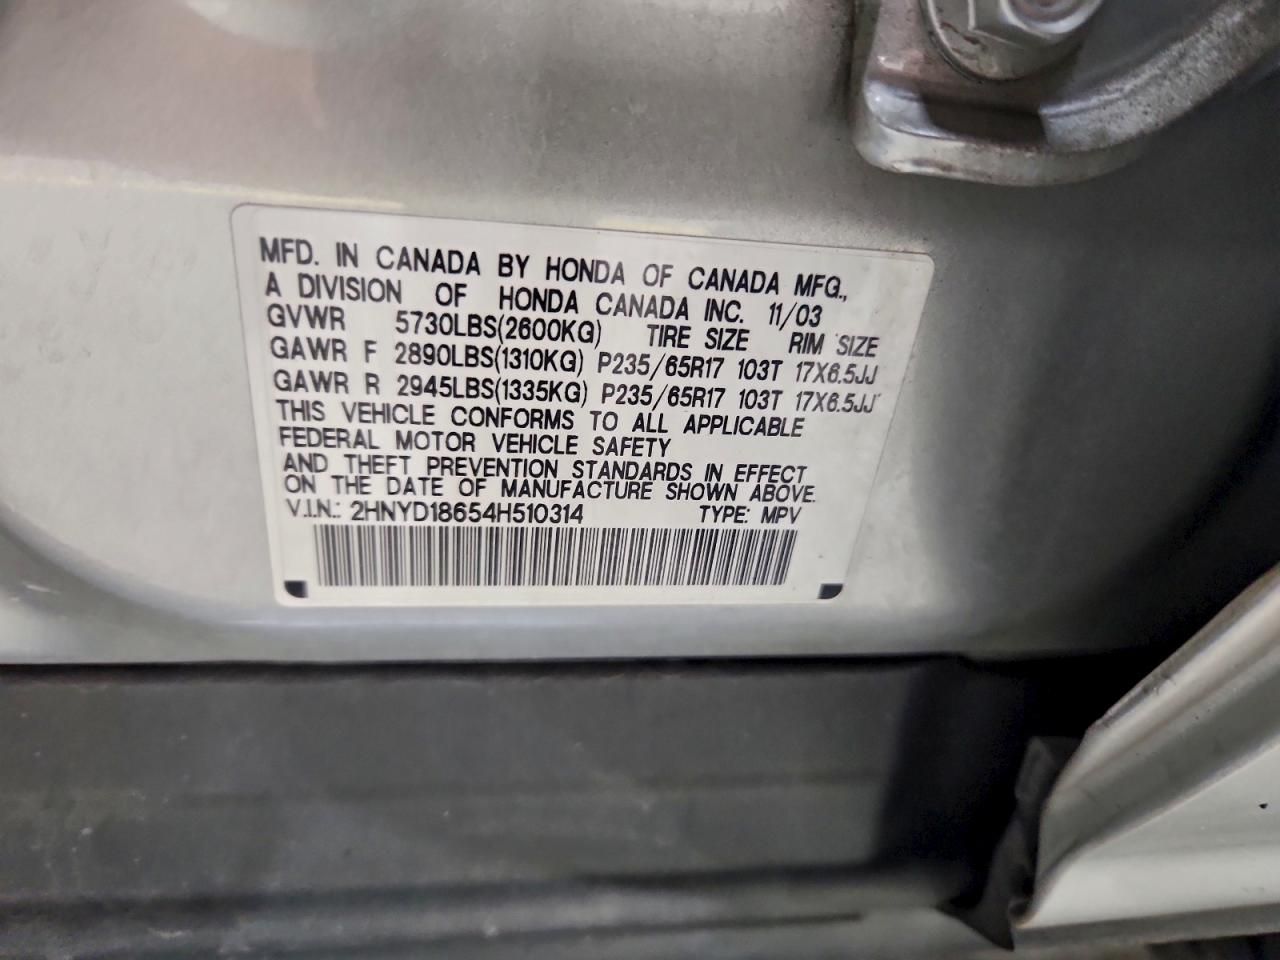 MFD. IN CANADA BY HONDA OF CANADA MFG.,
A DIVISION OF HONDA CANADA INC. 11/03
GVWR 5730LBS(2600KG) TIRE SIZE RIM SIZE
GAWR F 2890LBS(1310KG) P235/65R17 103T 17X6.5JJ
GAWR R 2945LBS(1335KG) P235/65R17 103T 17X6.5JJ
THIS VEHICLE CONFORMS TO ALL APPLICABLE
FEDERAL MOTOR VEHICLE SAFETY
AND THEFT PREVENTION STANDARDS IN EFFECT
ON THE DATE OF MANUFACTURE SHOWN ABOVE.
V.I.N.: 2HNYD18654H510314 TYPE: MPV